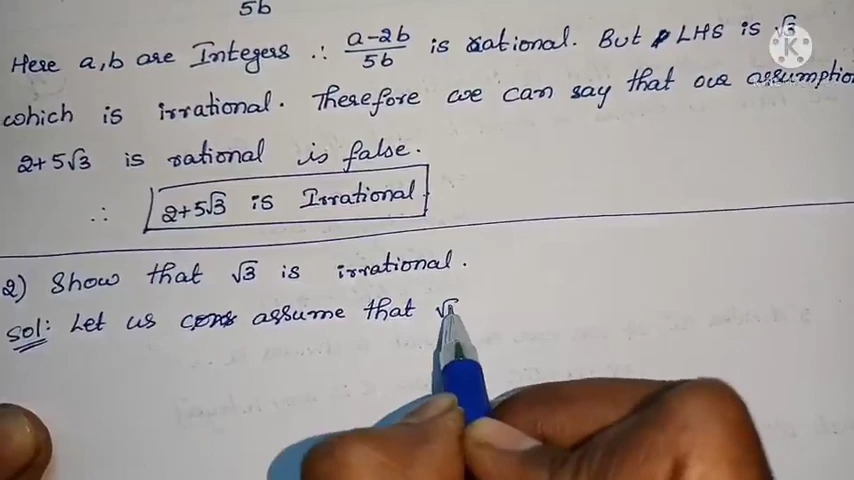 5b
Here a,b are Integers ∴ a-2b/5b is rational. But LHS is √3
which is irrational. Therefore we can say that our assumption
2+5√3 is rational is false.
∴ 2+5√3 is Irrational
2) Show that √3 is irrational.
Sol: Let us cons assume that √
K
KINEMASTER